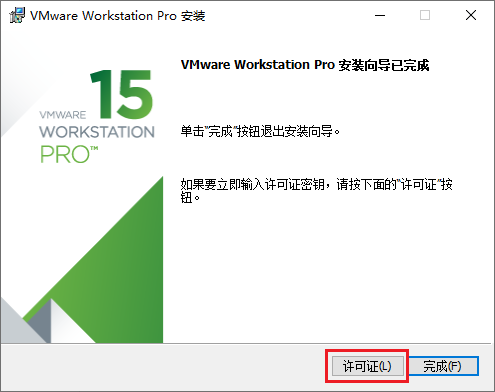 VMware Workstation Pro 安装
VMware Workstation Pro 安装向导已完成
15
VMWARE
WORKSTATION
PRO™
单击"完成"按钮退出安装向导。
如果要立即输入许可证密钥，请按下面的"许可证"按
钮。
许可证(L)
完成(F)